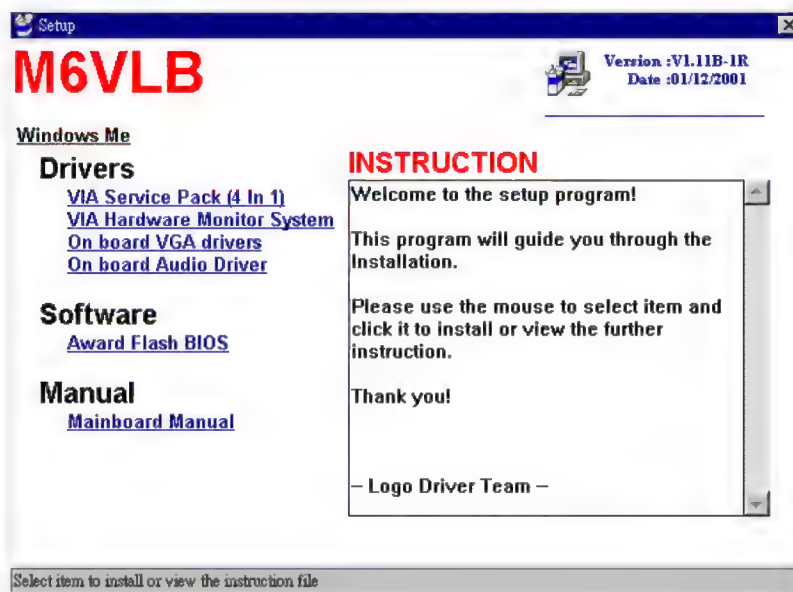 Setup
M6VLB
Version :V1.11B-1R
Date :01/12/2001
Windows Me
Drivers
VIA Service Pack (4 In 1)
VIA Hardware Monitor System
On board VGA drivers
On board Audio Driver
Software
Award Flash BIOS
Manual
Mainboard Manual
INSTRUCTION
Welcome to the setup program!
This program will guide you through the
Installation.
Please use the mouse to select item and
click it to install or view the further
instruction.
Thank you!
– Logo Driver Team –
Select item to install or view the instruction file